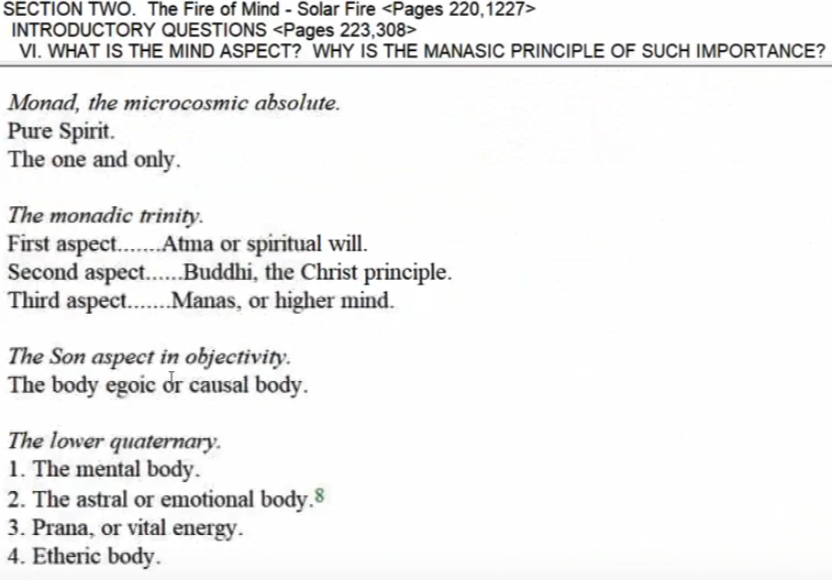 SECTION TWO. The Fire of Mind - Solar Fire <Pages 220,1227>
INTRODUCTORY QUESTIONS <Pages 223,308>
VI. WHAT IS THE MIND ASPECT? WHY IS THE MANASIC PRINCIPLE OF SUCH IMPORTANCE?
Monad, the microcosmic absolute.
Pure Spirit.
The one and only.
The monadic trinity.
First aspect.......Atma or spiritual will.
Second aspect......Buddhi, the Christ principle.
Third aspect.......Manas, or higher mind.
The Son aspect in objectivity.
The body egoic or causal body.
The lower quaternary.
1. The mental body.
2. The astral or emotional body.8
3. Prana, or vital energy.
4. Etheric body.